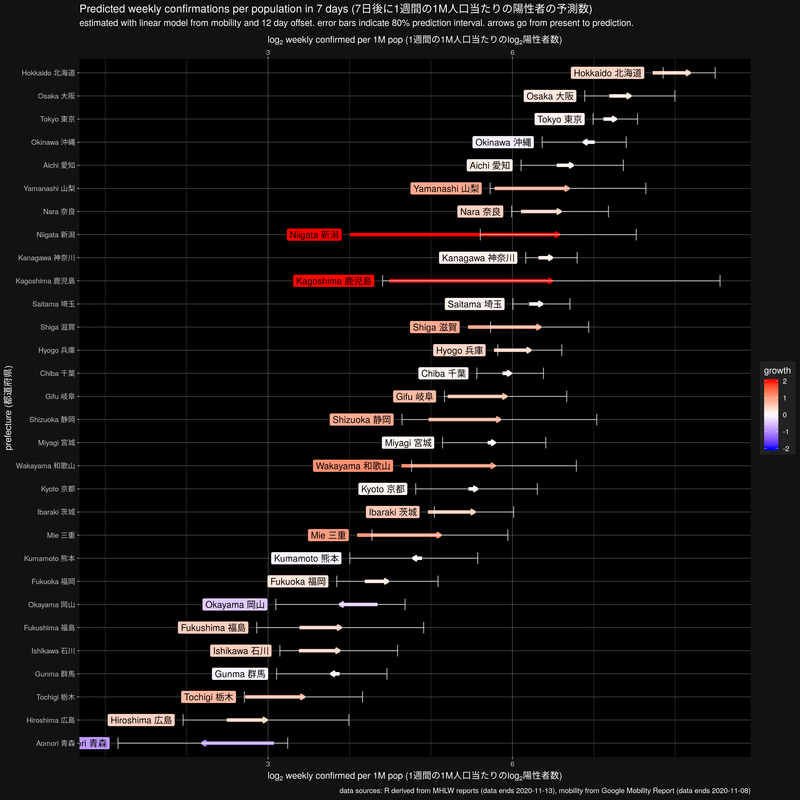 Predicted weekly confirmations per population in 7 days (7日後に1週間の1M人口当たりの陽性者の予測数)
estimated with linear model from mobility and 12 day offset. error bars indicate 80% prediction interval. arrows go from present to prediction.
log2 weekly confirmed per 1M pop (1週間の1M人口当たりのlog2陽性者数)
3 6
Hokkaido 北海道 Hokkaido 北海道
Osaka 大阪 Osaka 大阪
Tokyo 東京 Tokyo 東京
Okinawa 沖縄 Okinawa 沖縄
Aichi 愛知 Aichi 愛知
Yamanashi 山梨 Yamanashi 山梨
Nara 奈良 Nara 奈良
Niigata 新潟 Niigata 新潟
Kanagawa 神奈川 Kanagawa 神奈川
Kagoshima 鹿児島 Kagoshima 鹿児島
Saitama 埼玉 Saitama 埼玉
Shiga 滋賀 Shiga 滋賀
Hyogo 兵庫 Hyogo 兵庫
Chiba 千葉 Chiba 千葉
Gifu 岐阜 Gifu 岐阜
Shizuoka 静岡 Shizuoka 静岡
Miyagi 宮城 Miyagi 宮城
Wakayama 和歌山 Wakayama 和歌山
Kyoto 京都 Kyoto 京都
Ibaraki 茨城 Ibaraki 茨城
Mie 三重 Mie 三重
Kumamoto 熊本 Kumamoto 熊本
Fukuoka 福岡 Fukuoka 福岡
Okayama 岡山 Okayama 岡山
Fukushima 福島 Fukushima 福島
Ishikawa 石川 Ishikawa 石川
Gunma 群馬 Gunma 群馬
Tochigi 栃木 Tochigi 栃木
Hiroshima 広島 Hiroshima 広島
Aomori 青森 ori 青森
prefecture (都道府県)
growth
2
1
0
-1
-2
3 6
log2 weekly confirmed per 1M pop (1週間の1M人口当たりのlog2陽性者数)
data sources: R derived from MHLW reports (data ends 2020-11-13), mobility from Google Mobility Report (data ends 2020-11-08)